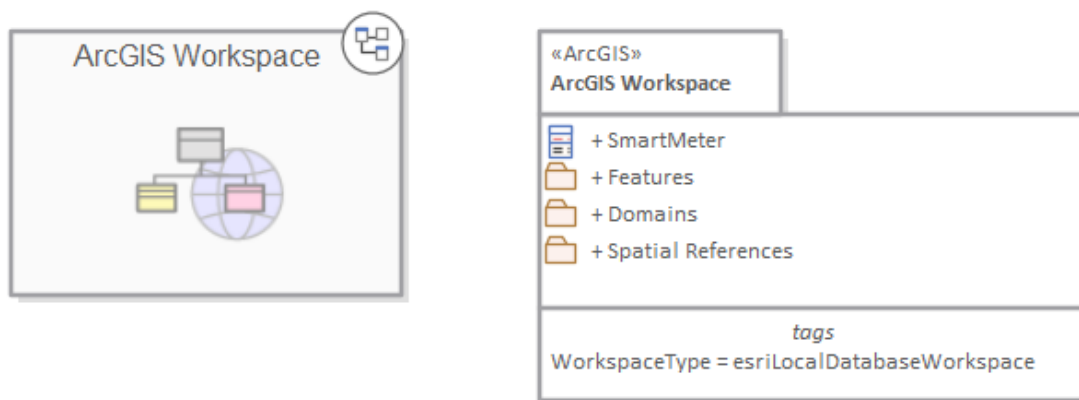 ArcGIS Workspace
«ArcGIS»
ArcGIS Workspace
+ SmartMeter
+ Features
+ Domains
+ Spatial References
tags
WorkspaceType = esriLocalDatabaseWorkspace